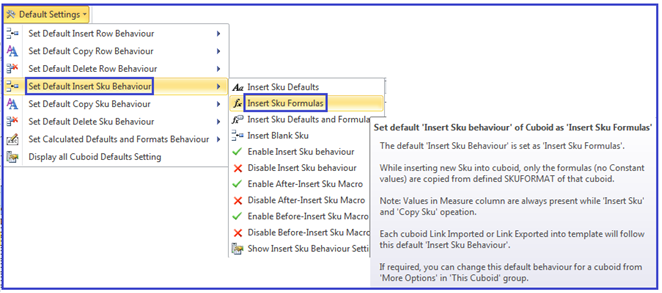 Default Settings
Set Default Insert Row Behaviour
Set Default Copy Row Behaviour
Set Default Delete Row Behaviour
Set Default Insert Sku Behaviour
Set Default Copy Sku Behaviour
Set Default Delete Sku Behaviour
Set Calculated Defaults and Formats Behaviour
Display all Cuboid Defaults Setting
Insert Sku Defaults
Insert Sku Formulas
Insert Sku Defaults and Formula
Insert Blank Sku
Enable Insert Sku behaviour
Disable Insert Sku behaviour
Enable After-Insert Sku Macro
Disable After-Insert Sku Macro
Enable Before-Insert Sku Macro
Disable Before-Insert Sku Macro
Show Insert Sku Behaviour Setti
Set default 'Insert Sku behaviour' of Cuboid as 'Insert Sku Formulas'
The default 'Insert Sku Behaviour' is set as 'Insert Sku Formulas'.
While inserting new Sku into cuboid, only the formulas (no Constant
values) are copied from defined SKUFORMAT of that cuboid.
Note: Values in Measure column are always present while 'Insert Sku'
and 'Copy Sku' opeation.
Each cuboid Link Imported or Link Exported into template will follow
this default 'Insert Sku Behaviour'.
If required, you can change this default behaviour for a cuboid from
'More Options' in 'This Cuboid' group.